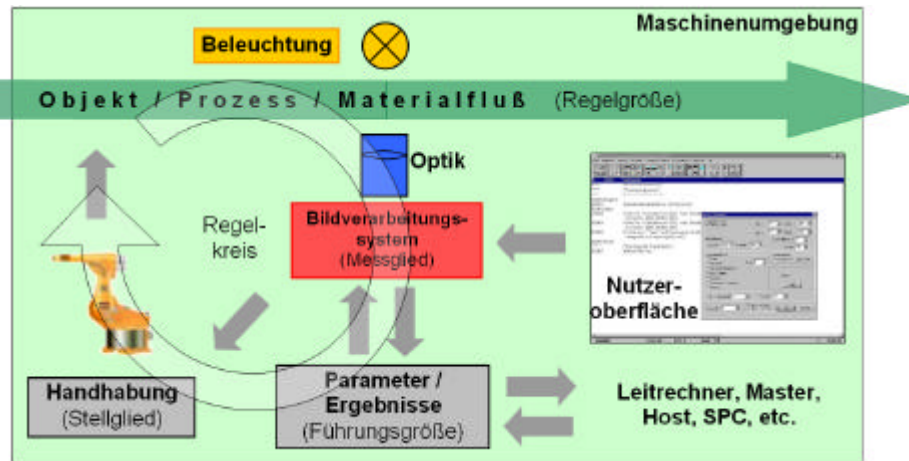 Maschinenumgebung
Beleuchtung
Objekt / Prozess / Materialfluß (Regelgröße)
Optik
Regel-
kreis
Bildverarbeitungs-
system
(Messglied)
Nutzer-
oberfläche
Handhabung
(Stellglied)
Parameter /
Ergebnisse
(Führungsgröße)
Leitrechner, Master,
Host, SPC, etc.